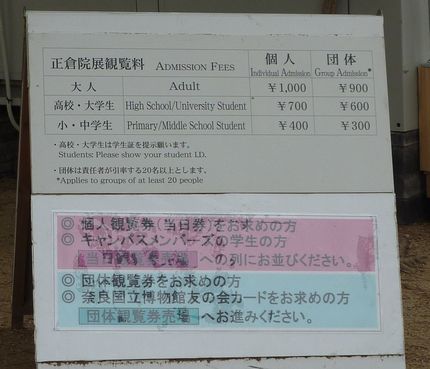 正倉院展観覧料 ADMISSION FEES 個人 Individual Admission 団体 Group Admission*
大人 Adult ￥1,000 ￥900
高校・大学生 High School/University Student ￥700 ￥600
小・中学生 Primary/Middle School Student ￥400 ￥300
・高校・大学生は学生証を提示願います。
Students: Please show your student I.D.
・団体は責任者が引率する20名以上とします。
*Applies to groups of at least 20 people
◎ 個人観覧券(当日券)をお求めの方
◎ キャンパスメンバーズの学生の方
当日観覧券売場 への列にお並びください。
◎ 団体観覧券をお求めの方
◎ 奈良国立博物館友の会カードをお求めの方
団体観覧券売場 へお進みください。